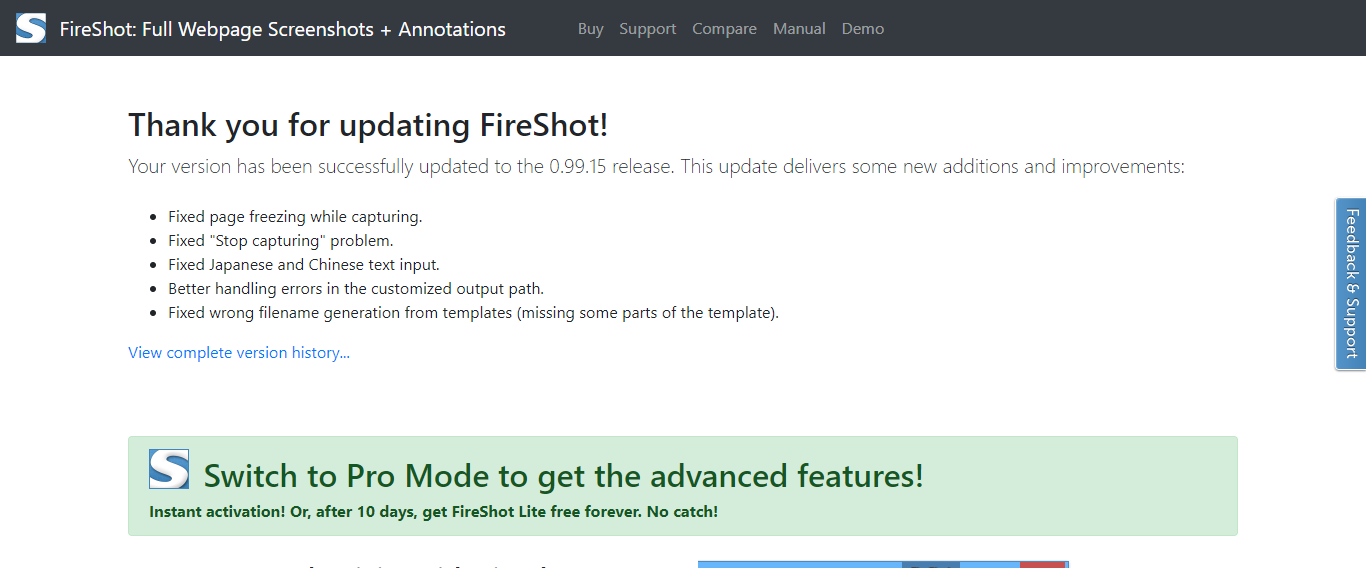 FireShot: Full Webpage Screenshots + Annotations
Buy Support Compare Manual Demo
Thank you for updating FireShot!
Your version has been successfully updated to the 0.99.15 release. This update delivers some new additions and improvements:
Fixed page freezing while capturing.
Fixed "Stop capturing" problem.
Fixed Japanese and Chinese text input.
Better handling errors in the customized output path.
Fixed wrong filename generation from templates (missing some parts of the template).
View complete version history...
Feedback & Support
Switch to Pro Mode to get the advanced features!
Instant activation! Or, after 10 days, get FireShot Lite free forever. No catch!